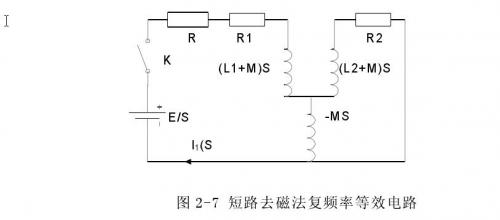 R R1 R2
K (L1+M)S (L2+M)S
+
E/S -MS
I₁(S
图 2-7 短路去磁法复频率等效电路